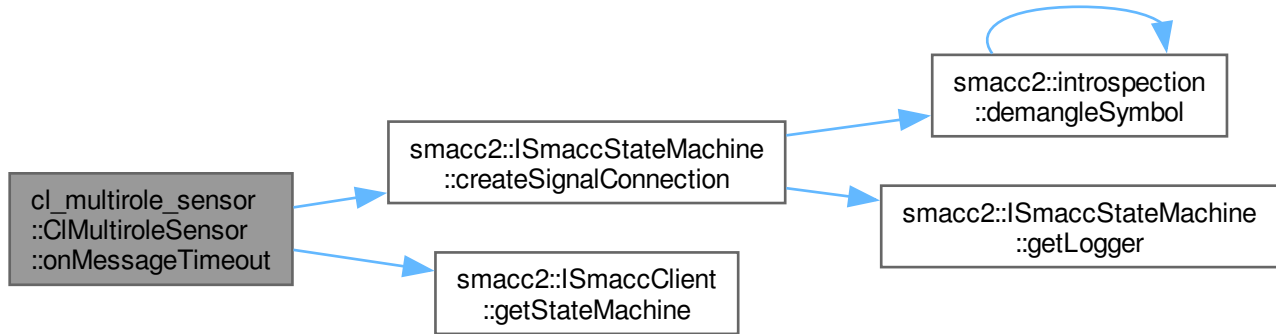 cl_multirole_sensor
::ClMultiroleSensor
::onMessageTimeout
smacc2::ISmaccStateMachine
::createSignalConnection
smacc2::introspection
::demangleSymbol
smacc2::ISmaccStateMachine
::getLogger
smacc2::ISmaccClient
::getStateMachine